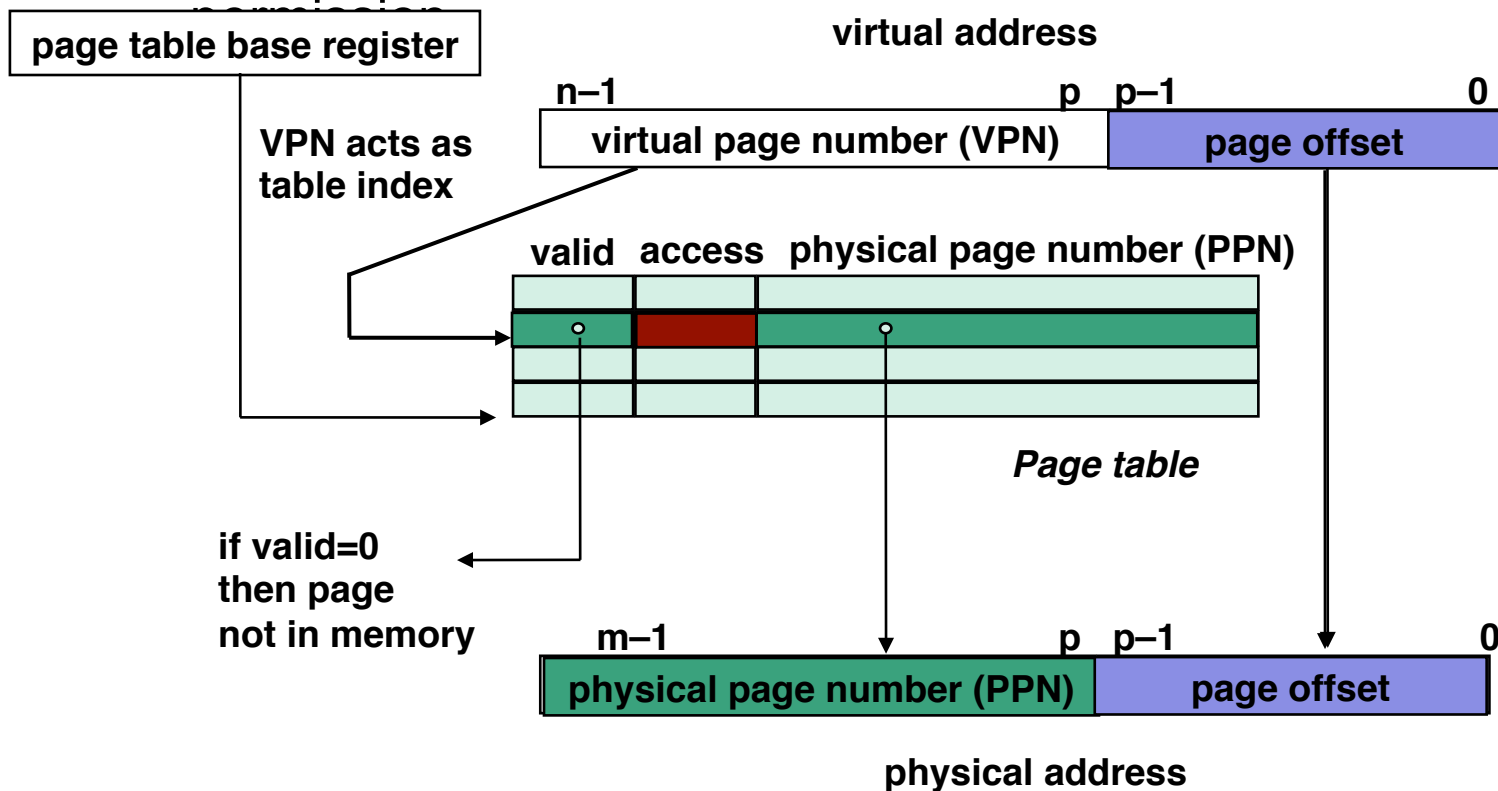 permission
page table base register
virtual address
n–1 p p–1 0
virtual page number (VPN) page offset
VPN acts as
table index
valid access physical page number (PPN)
Page table
if valid=0
then page
not in memory
m–1 p p–1 0
physical page number (PPN) page offset
physical address